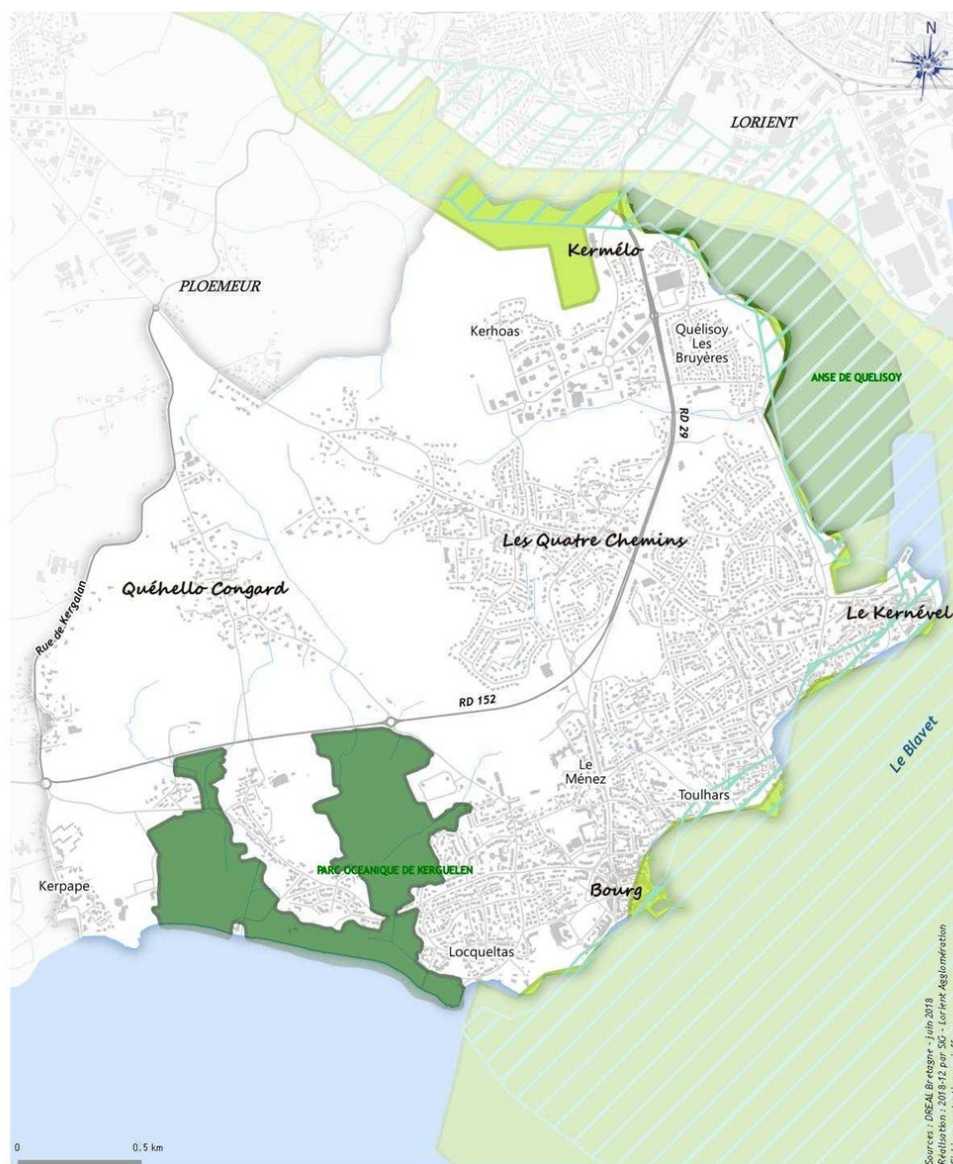 N
LORIENT
Kermélo
PLOEMEUR
Kerhoas
Quélisoy
Les
Bruyères
ANSE DE QUELISOY
RD 29
Les Quatre Chemins
Quéhello Congard
Le Kernével
Rue de Kergalan
RD 152
Le Blavet
Le
Ménez
Toulhars
PARC OCEANIQUE DE KERGUELEN
Kerpape
Bourg
Locqueltas
Sources : DREAL Bretagne - juin 2018
Réalisation : 2018-12 par SIG - Lorient Agglomération
0 0.5 km